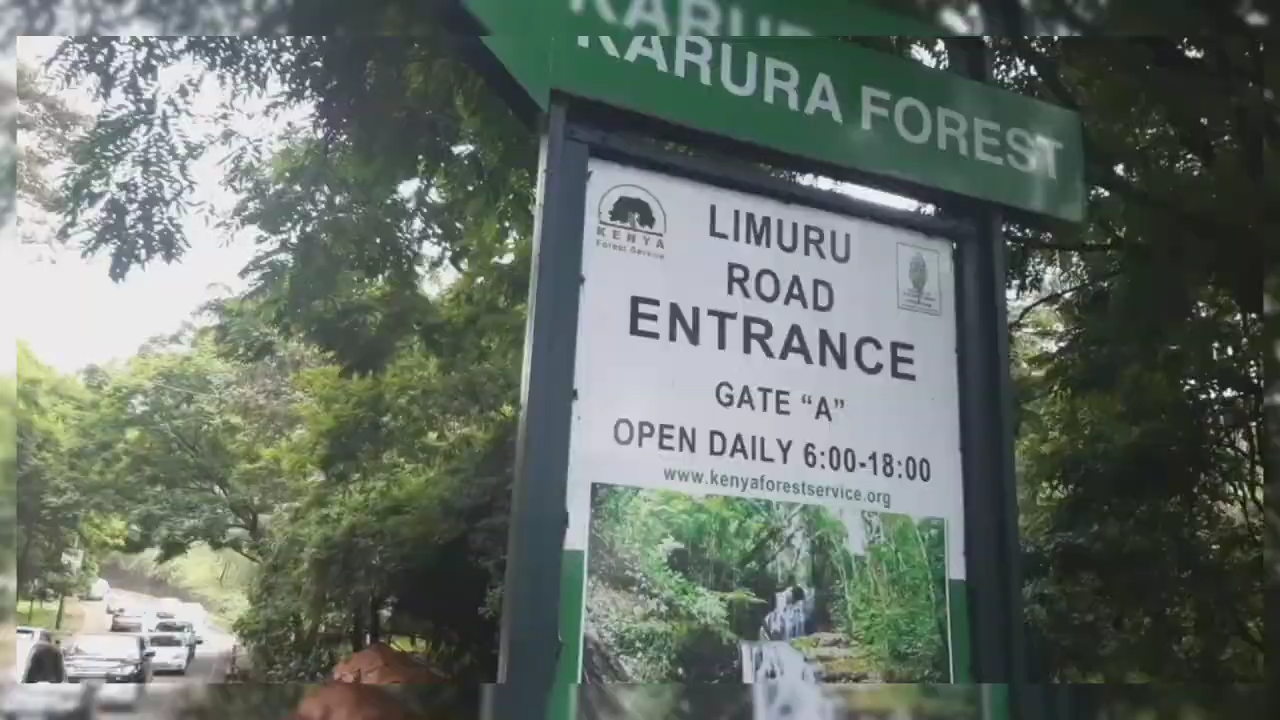 KARURA FOREST
KENYA
Forest Service
LIMURU
ROAD
ENTRANCE
GATE “A”
OPEN DAILY 6:00-18:00
www.kenyaforestservice.org